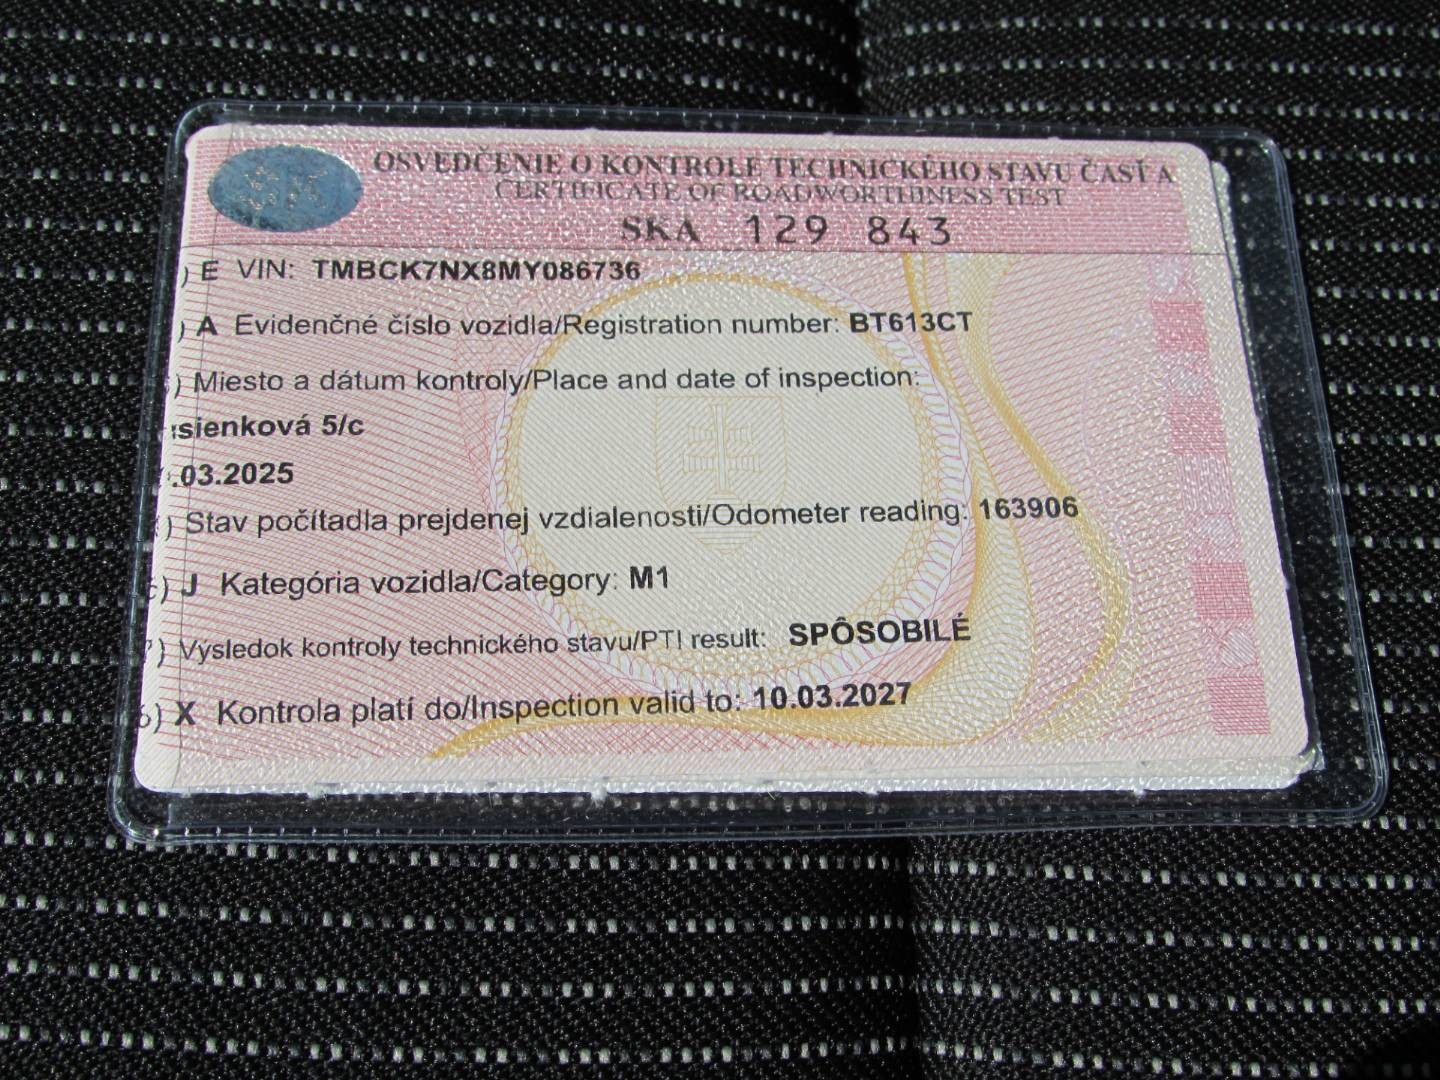 OSVEDČENIE O KONTROLE TECHNICKÉHO STAVU ČASŤ A
CERTIFICATE OF ROADWORTHINESS TEST
SKA 129 843
) E VIN: TMBCK7NX8MY086736
) A Evidenčné číslo vozidla/Registration number: BT613CT
) Miesto a dátum kontroly/Place and date of inspection:
sienková 5/c
.03.2025
) Stav počítadla prejdenej vzdialenosti/Odometer reading: 163906
) J Kategória vozidla/Category: M1
) Výsledok kontroly technického stavu/PTI result: SPÔSOBILÉ
) X Kontrola platí do/Inspection valid to: 10.03.2027